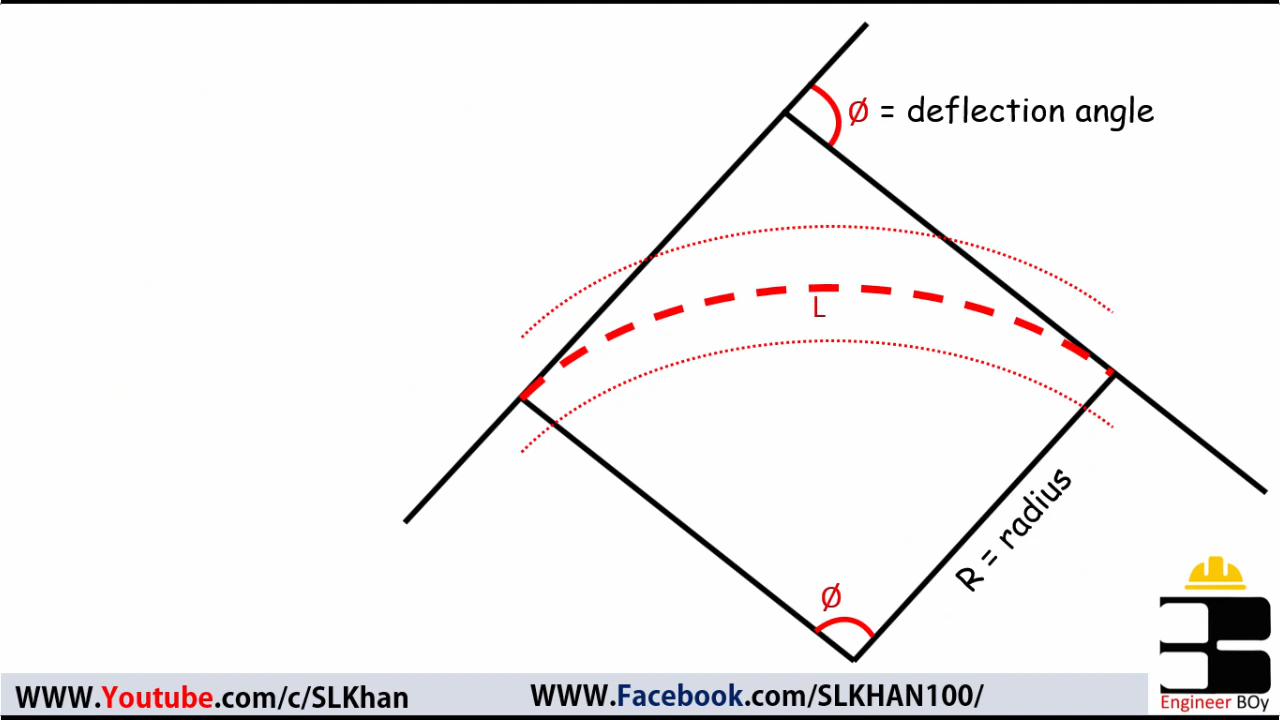 Ø = deflection angle
L
R = radius
Ø
WWW.Youtube.com/c/SLKhan
WWW.Facebook.com/SLKHAN100/
Engineer BOy